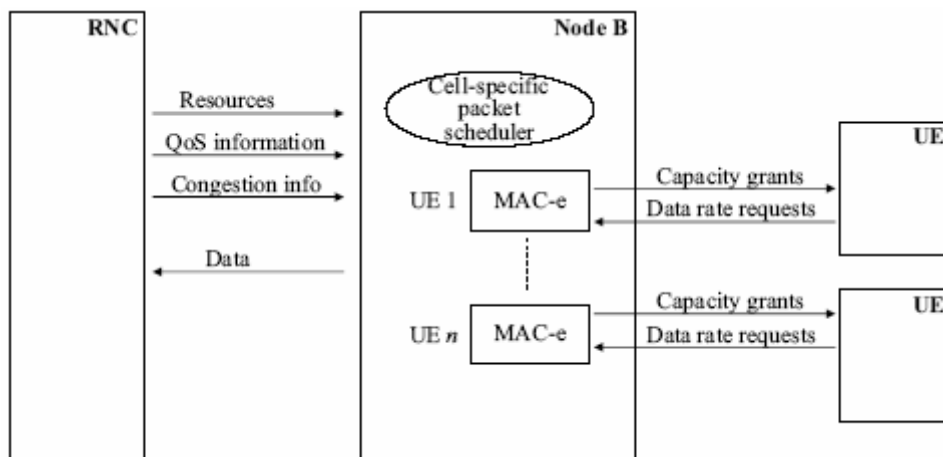 RNC
Node B
Cell-specific
packet
scheduler
Resources
QoS information
Congestion info
Data
UE
UE 1
MAC-e
Capacity grants
Data rate requests
UE
UE n
MAC-e
Capacity grants
Data rate requests